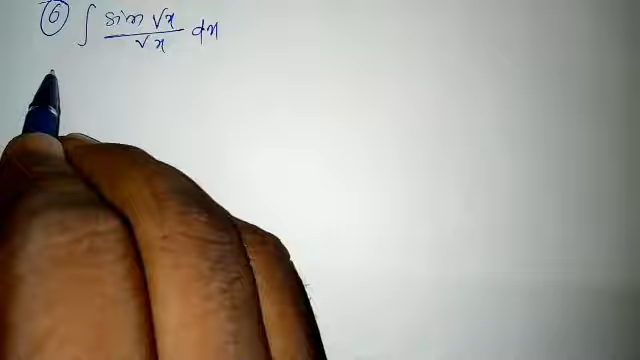 ⑥ ∫ sin √x / √x dx